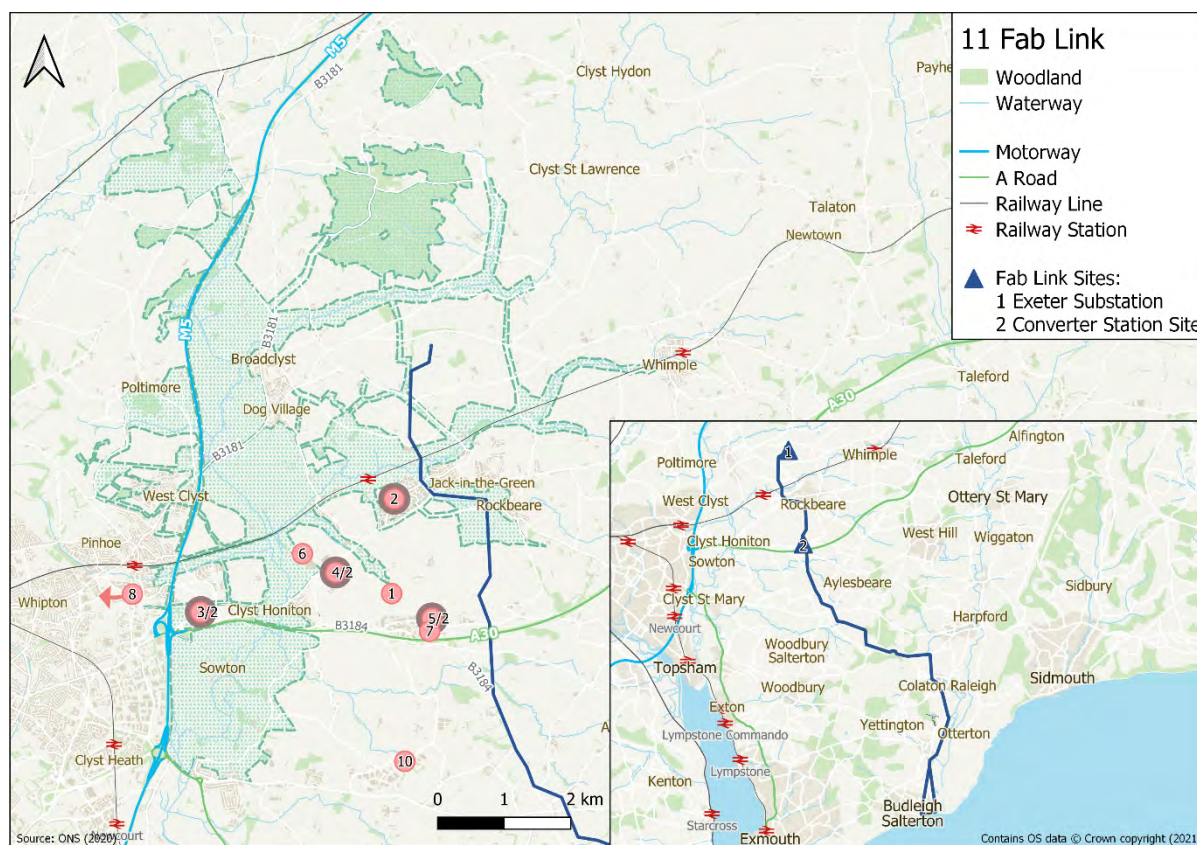 11 Fab Link
Woodland
Waterway
Motorway
A Road
Railway Line
Railway Station
Fab Link Sites:
1 Exeter Substation
2 Converter Station Site
M5
B3181
Clyst Hydon
Clyst St Lawrence
Talaton
Newtown
M5
B3181
Broadclyst
Poltimore
Whimple
Dog Village
A30
Taleford
B3181
West Clyst
Jack-in-the-Green
2
Rockbeare
Pinhoe
6
4/2
8
1
Whipton
3/2
Clyst Honiton
5/2
7
B3184
A30
Sowton
B3184
Clyst Heath
10
0 1 2 km
Newcourt
Source: ONS (2020)
1
Poltimore
Whimple
Alfington
Taleford
West Clyst
Rockbeare
Ottery St Mary
West Hill
Wiggaton
Clyst Honiton
2
Sowton
Aylesbeare
Sidbury
Clyst St Mary
Harpford
Newcourt
Woodbury
Salterton
Topsham
Sidmouth
Woodbury
Colaton Raleigh
Exton
Yettington
Otterton
Lympstone Commando
Lympstone
Kenton
Budleigh
Salterton
Starcross
Exmouth
Contains OS data © Crown copyright (2021